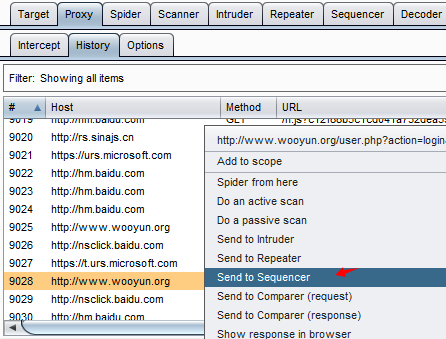 Target Proxy Spider Scanner Intruder Repeater Sequencer Decoder
Intercept History Options
Filter: Showing all items
# Host Method URL
9019 http://hm.baidu.com GET
9020 http://rs.sinajs.cn
9021 https://urs.microsoft.com
9022 http://hm.baidu.com
9023 http://hm.baidu.com
9024 http://hm.baidu.com
9025 http://www.wooyun.org
9026 http://nsclick.baidu.com
9027 https://t.urs.microsoft.com
9028 http://www.wooyun.org
9029 http://nsclick.baidu.com
9030 http://hm.baidu.com
http://www.wooyun.org/user.php?action=login
Add to scope
Spider from here
Do an active scan
Do a passive scan
Send to Intruder
Send to Repeater
Send to Sequencer
Send to Comparer (request)
Send to Comparer (response)
Show response in browser